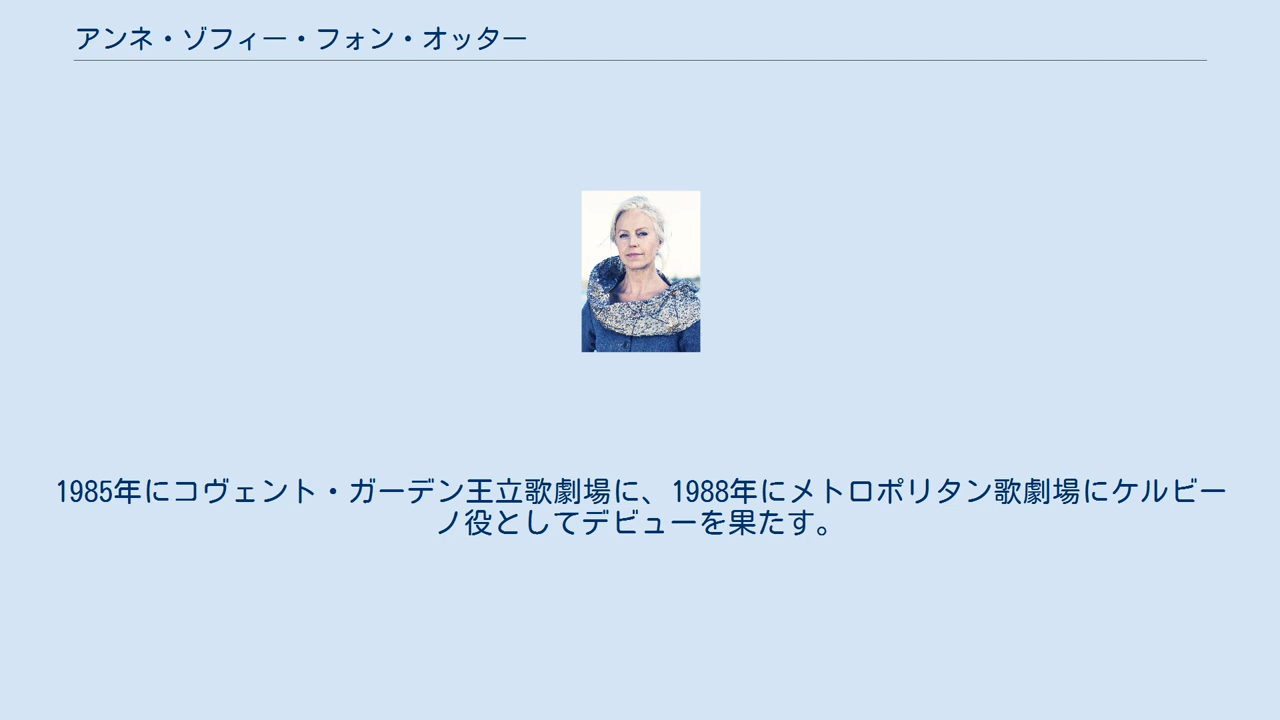 アンネ・ゾフィー・フォン・オッター
1985年にコヴェント・ガーデン王立歌劇場に、1988年にメトロポリタン歌劇場にケルビー
ノ役としてデビューを果たす。